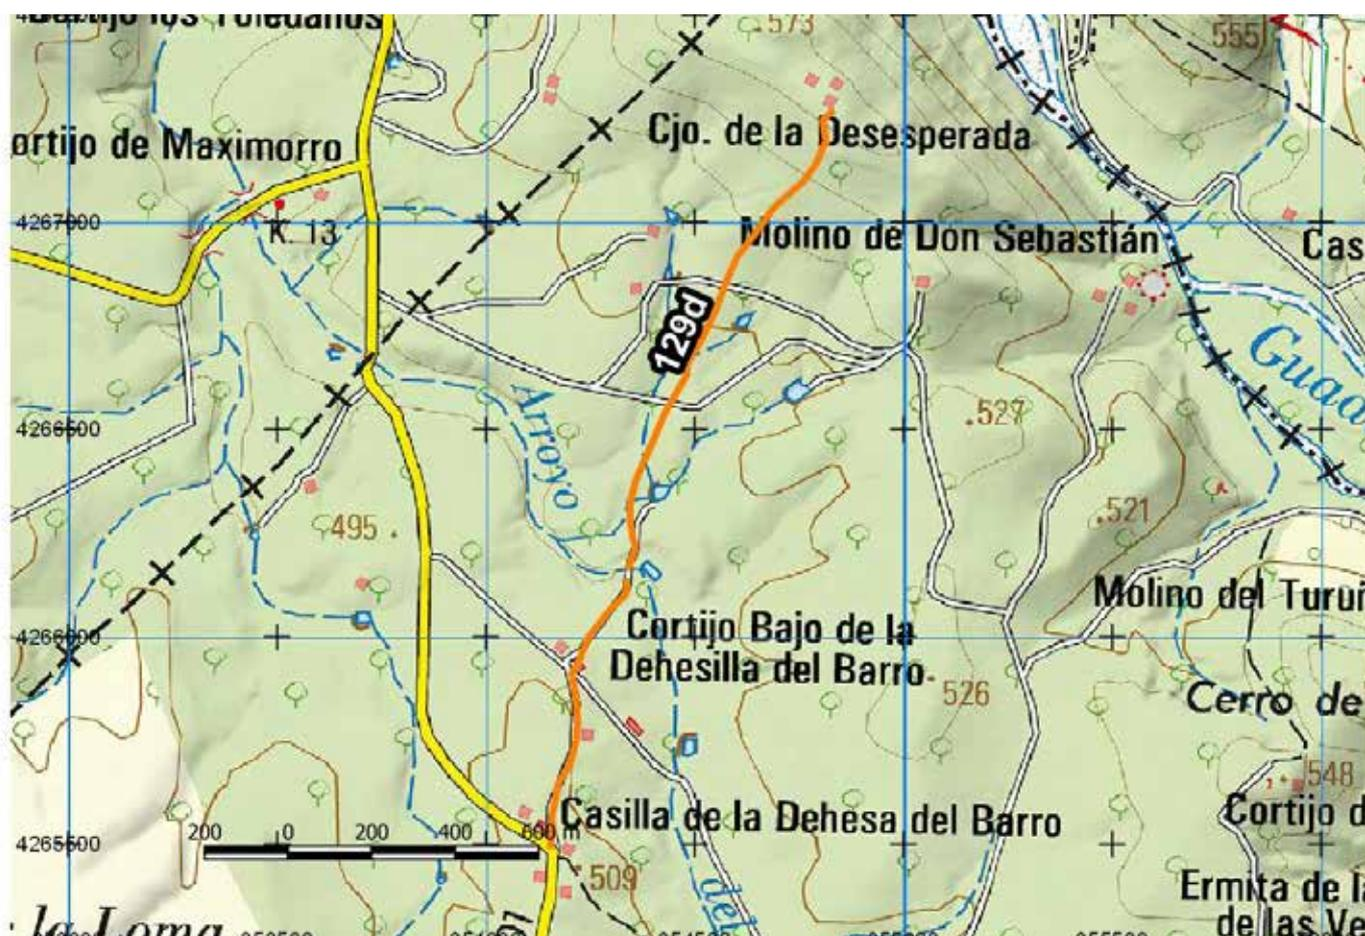 573
555
Cjo. de la Desesperada
ortijo de Maximorro
4267000
K. 13
Molino de Don Sebastián
Cas
129d
Guad
Arroyo
527
4266500
495
521
Molino del Turuñ
4266000
Cortijo Bajo de la
Dehesilla del Barro
526
Cerro de
548
Casilla de la Dehesa del Barro
Cortijo d
200 0 200 400 600 m
4265500
509
Ermita de la
de las Ve
del
la Loma